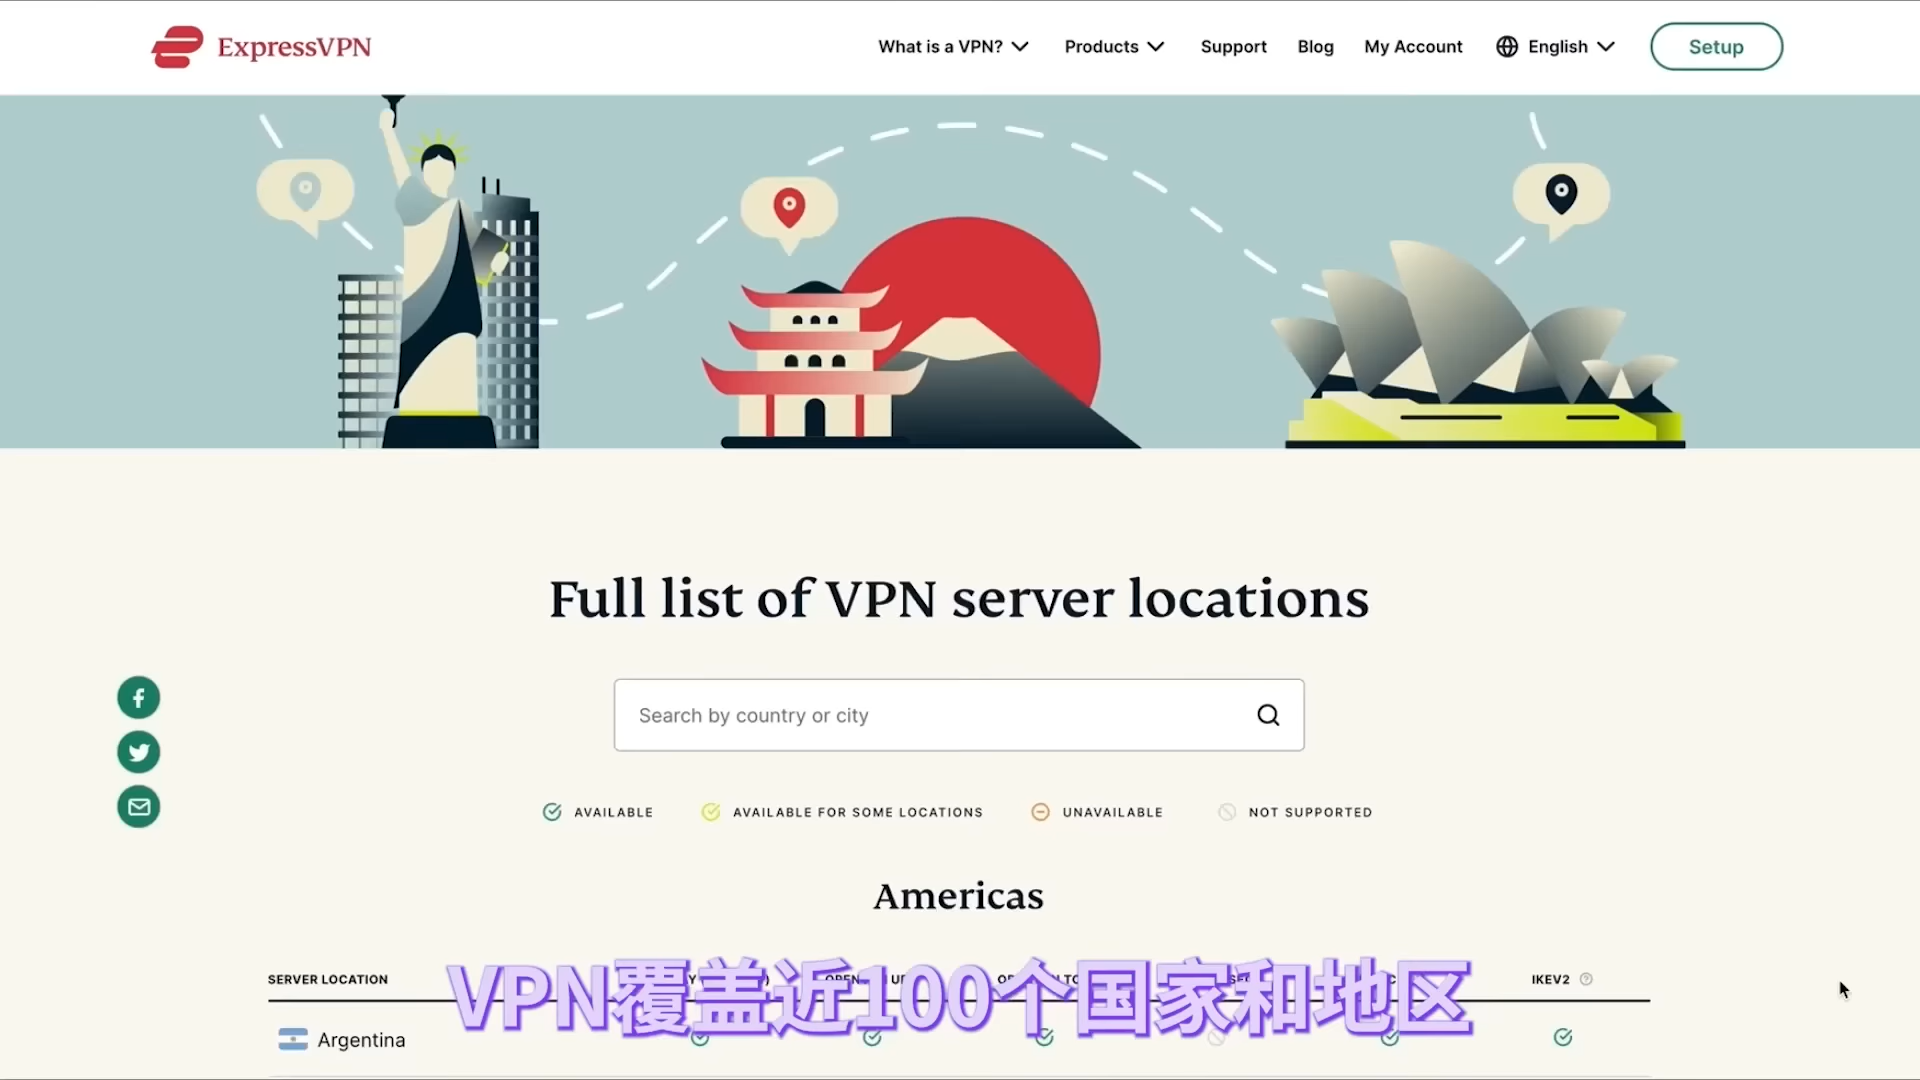 ExpressVPN
What is a VPN?
Products
Support
Blog
My Account
English
Setup
Full list of VPN server locations
Search by country or city
AVAILABLE
AVAILABLE FOR SOME LOCATIONS
UNAVAILABLE
NOT SUPPORTED
Americas
SERVER LOCATION
IKEV2
VPN覆盖近100个国家和地区
Argentina